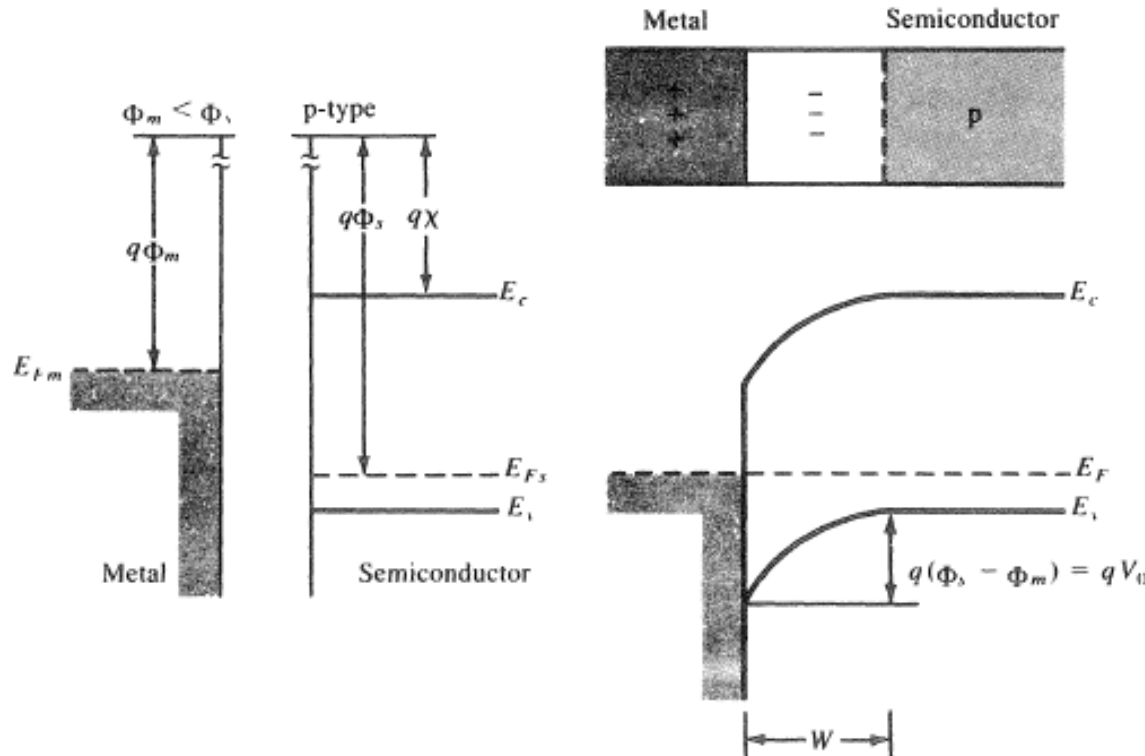 Φm < Φs
p-type
qΦm
qΦs
qχ
Ec
EFm
EFs
Ev
Metal
Semiconductor
Metal
Semiconductor
+
+
+
−
−
−
p
Ec
EF
Ev
q(Φs − Φm) = qV0
W